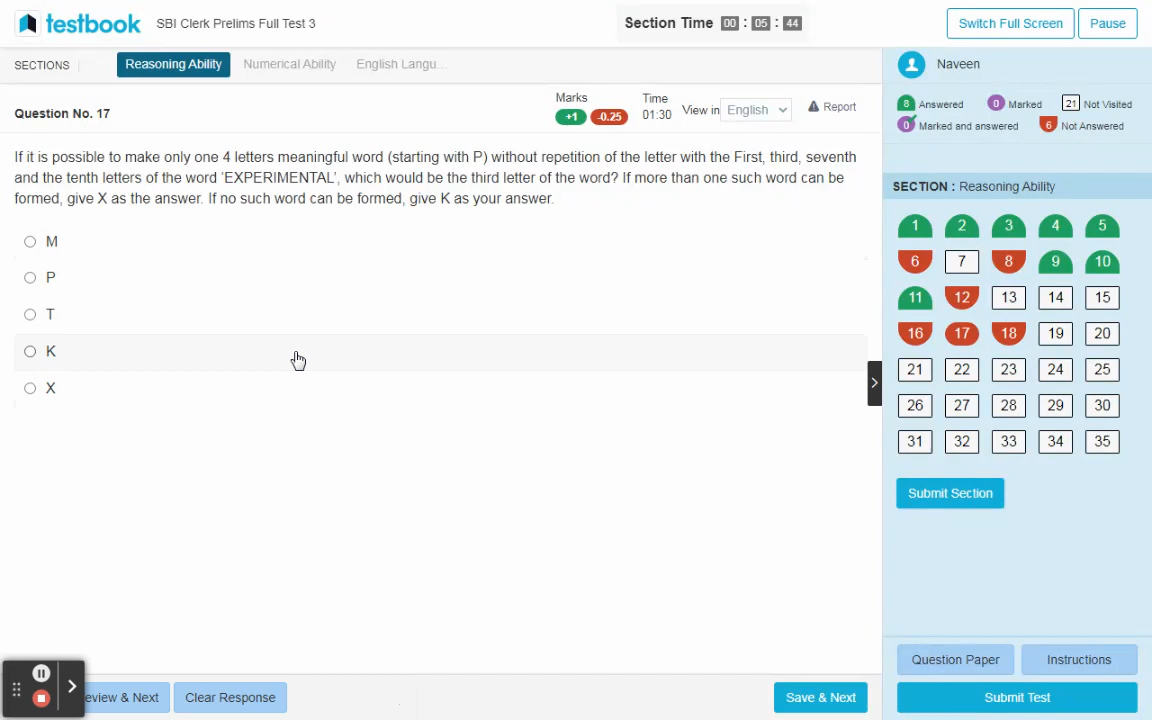 testbook
SBI Clerk Prelims Full Test 3
Section Time 00 : 05 : 44
Switch Full Screen
Pause
SECTIONS
Reasoning Ability
Numerical Ability
English Langu...
Naveen
Question No. 17
Marks
+1
-0.25
Time
01:30
View in
English
Report
8 Answered
0 Marked
21 Not Visited
0 Marked and answered
6 Not Answered
If it is possible to make only one 4 letters meaningful word (starting with P) without repetition of the letter with the First, third, seventh
and the tenth letters of the word 'EXPERIMENTAL', which would be the third letter of the word? If more than one such word can be
formed, give X as the answer. If no such word can be formed, give K as your answer.
M
P
T
K
X
SECTION : Reasoning Ability
1 2 3 4 5
6 7 8 9 10
11 12 13 14 15
16 17 18 19 20
21 22 23 24 25
26 27 28 29 30
31 32 33 34 35
Submit Section
Question Paper
Instructions
eview & Next
Clear Response
Save & Next
Submit Test